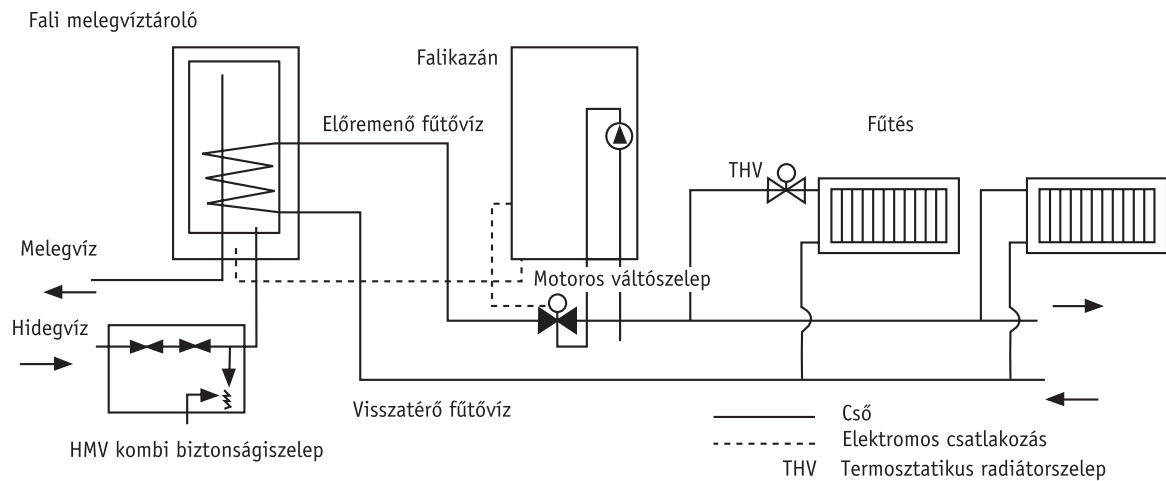 Fali melegvíztároló
Falikazán
Előremenő fűtővíz
Fűtés
THV
Melegvíz
Motoros váltószelep
Hidegvíz
Visszatérő fűtővíz
HMV kombi biztonságiszelep
Cső
Elektromos csatlakozás
THV Termosztatikus radiátorszelep